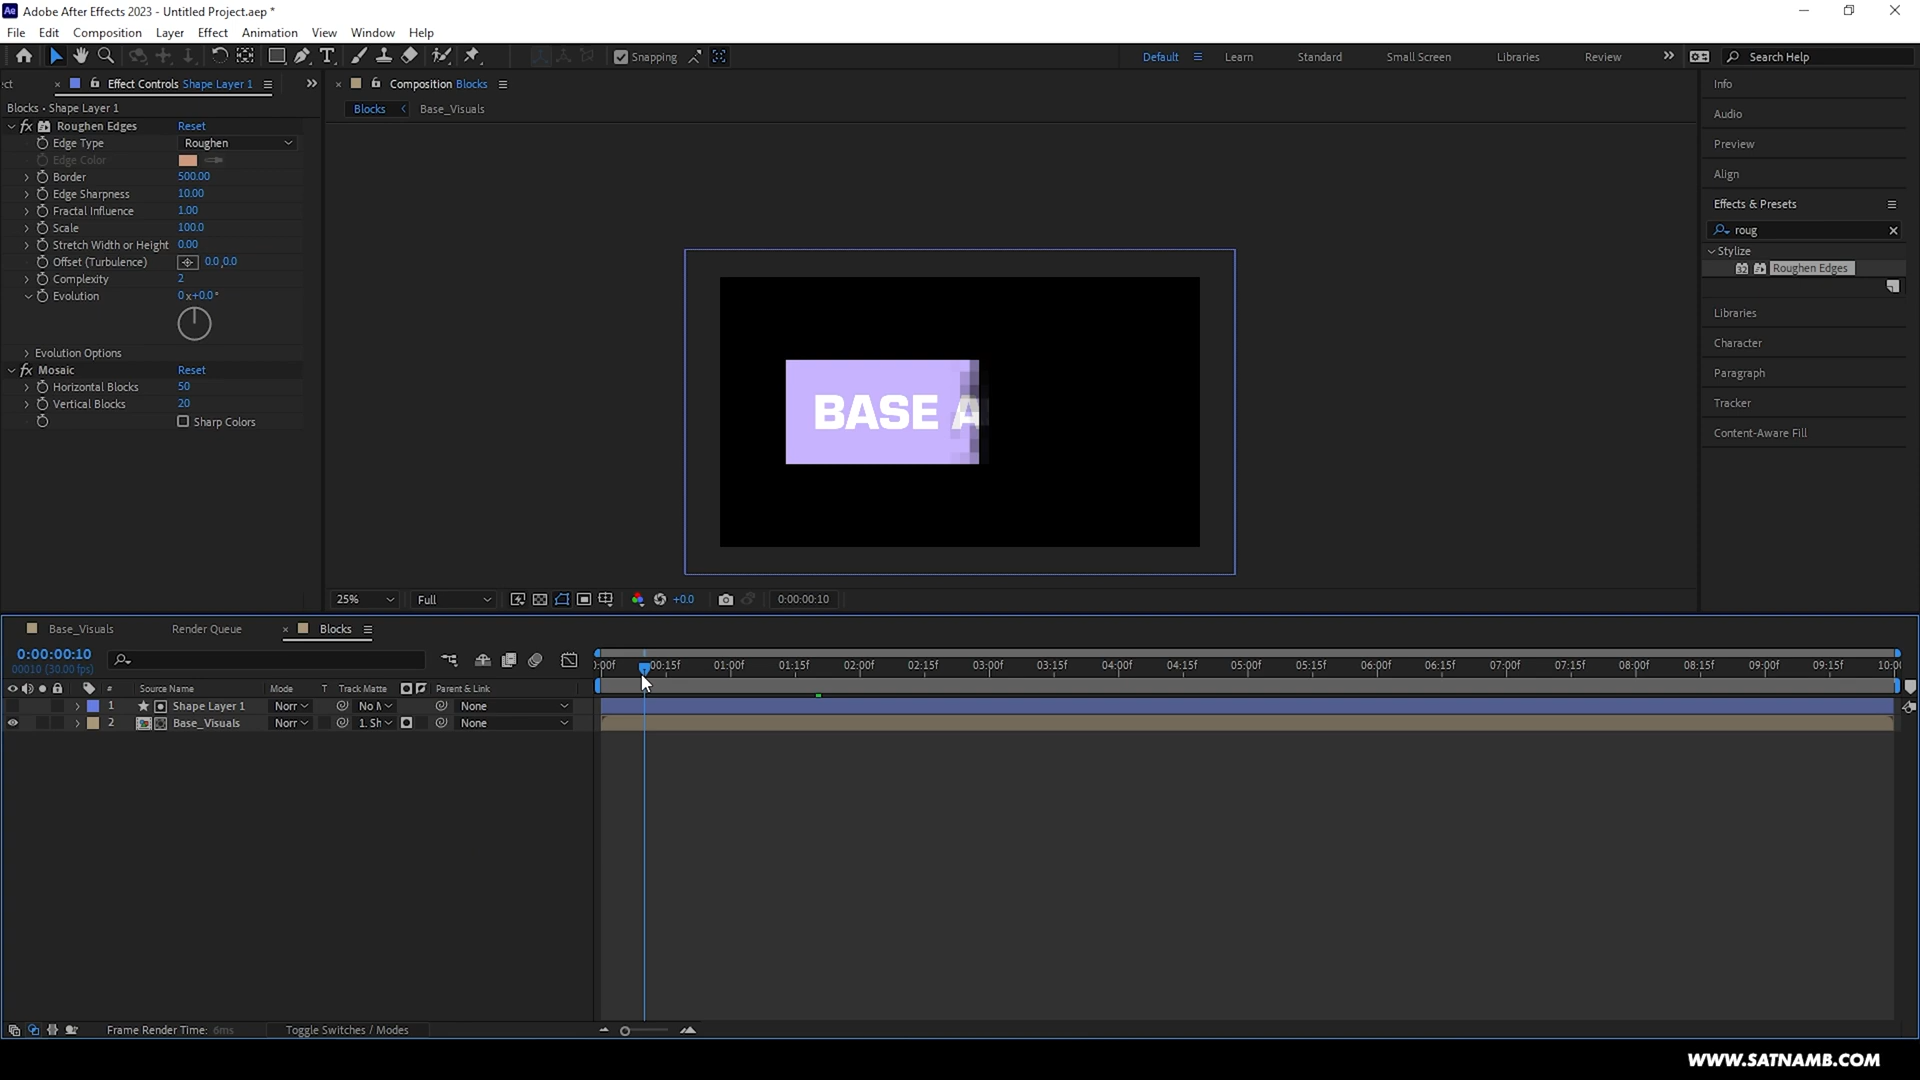 Adobe After Effects 2023 - Untitled Project.aep *
File Edit Composition Layer Effect Animation View Window Help
Snapping
Default Learn Standard Small Screen Libraries Review Search Help
ct Effect Controls Shape Layer 1
Blocks • Shape Layer 1
fx Roughen Edges Reset
Edge Type Roughen
Edge Color
Border 500.00
Edge Sharpness 10.00
Fractal Influence 1.00
Scale 100.0
Stretch Width or Height 0.00
Offset (Turbulence) 0.0,0.0
Complexity 2
Evolution 0x+0.0°
Evolution Options
fx Mosaic Reset
Horizontal Blocks 50
Vertical Blocks 20
Sharp Colors
Composition Blocks
Blocks Base_Visuals
BASE A
25% Full +0.0 0:00:00:10
Info
Audio
Preview
Align
Effects & Presets
roug
Stylize
32 Roughen Edges
Libraries
Character
Paragraph
Tracker
Content-Aware Fill
Base_Visuals Render Queue Blocks
0:00:00:10
00010 (30.00 fps)
):00f 00:15f 01:00f 01:15f 02:00f 02:15f 03:00f 03:15f 04:00f 04:15f 05:00f 05:15f 06:00f 06:15f 07:00f 07:15f 08:00f 08:15f 09:00f 09:15f 10:0
# Source Name Mode T Track Matte Parent & Link
1 Shape Layer 1 Norr No M None
2 Base_Visuals Norr 1. Sh None
Frame Render Time: 6ms Toggle Switches / Modes
WWW.SATNAMB.COM